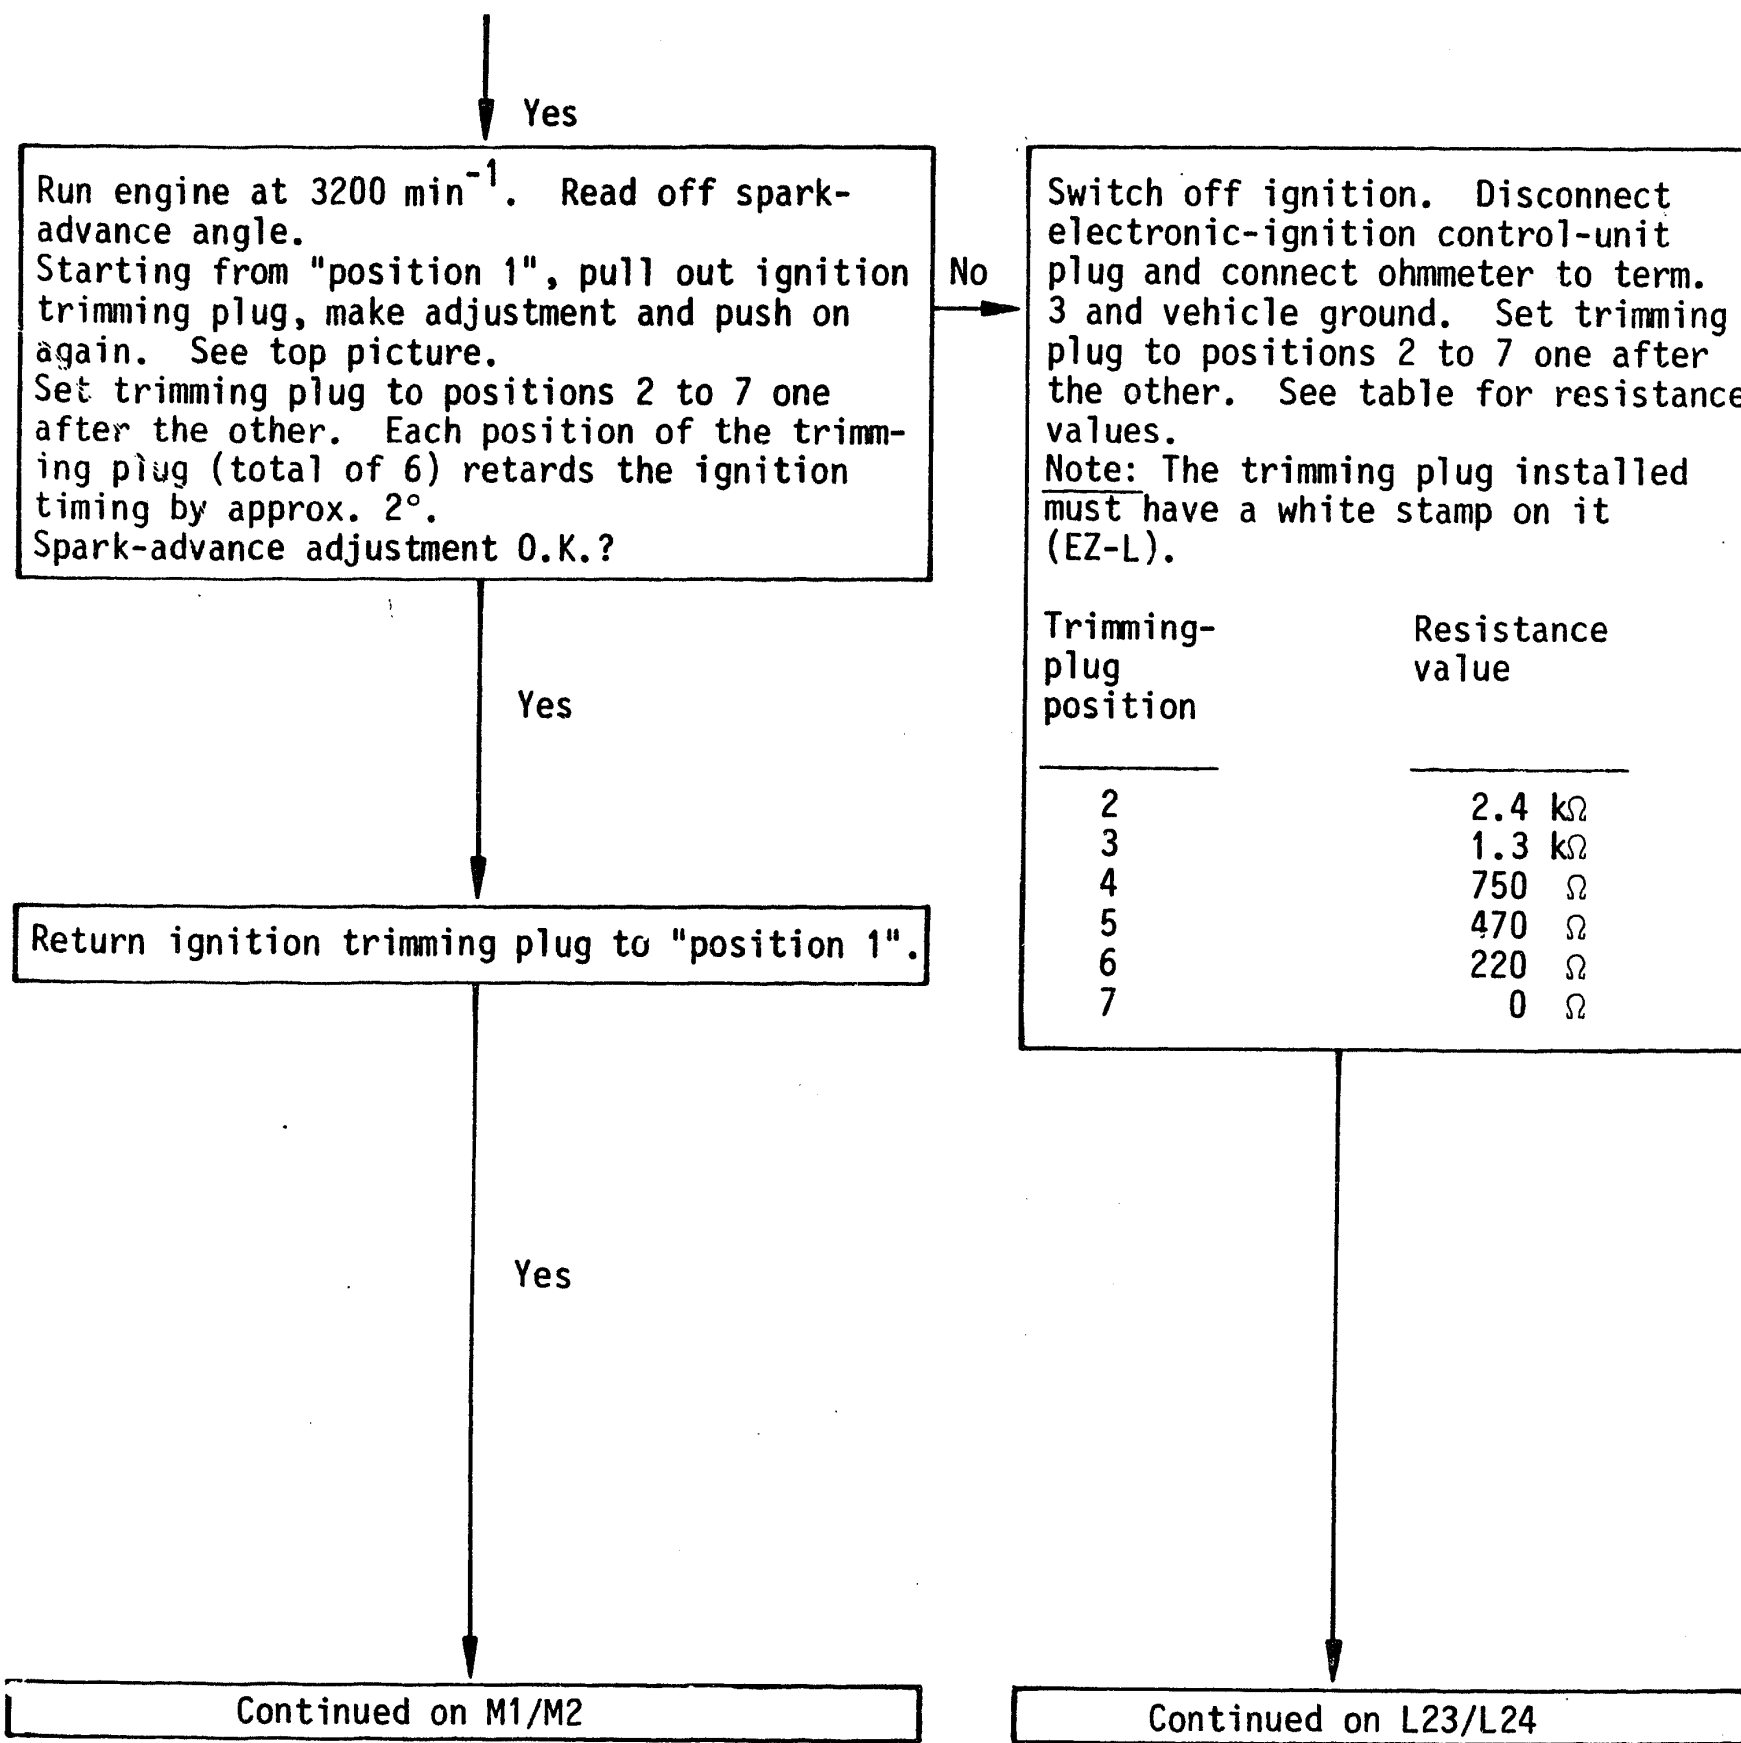 Yes
Run engine at 3200 min⁻¹. Read off spark-
advance angle.
Starting from "position 1", pull out ignition
trimming plug, make adjustment and push on
again. See top picture.
Set trimming plug to positions 2 to 7 one
after the other. Each position of the trimm-
ing plug (total of 6) retards the ignition
timing by approx. 2°.
Spark-advance adjustment O.K.?
No
Switch off ignition. Disconnect
electronic-ignition control-unit
plug and connect ohmmeter to term.
3 and vehicle ground. Set trimming
plug to positions 2 to 7 one after
the other. See table for resistance
values.
Note: The trimming plug installed
must have a white stamp on it
(EZ-L).
Trimming-
plug
position
Resistance
value
2 2.4 kΩ
3 1.3 kΩ
4 750 Ω
5 470 Ω
6 220 Ω
7 0 Ω
Yes
Return ignition trimming plug to "position 1".
Yes
Continued on M1/M2
Continued on L23/L24